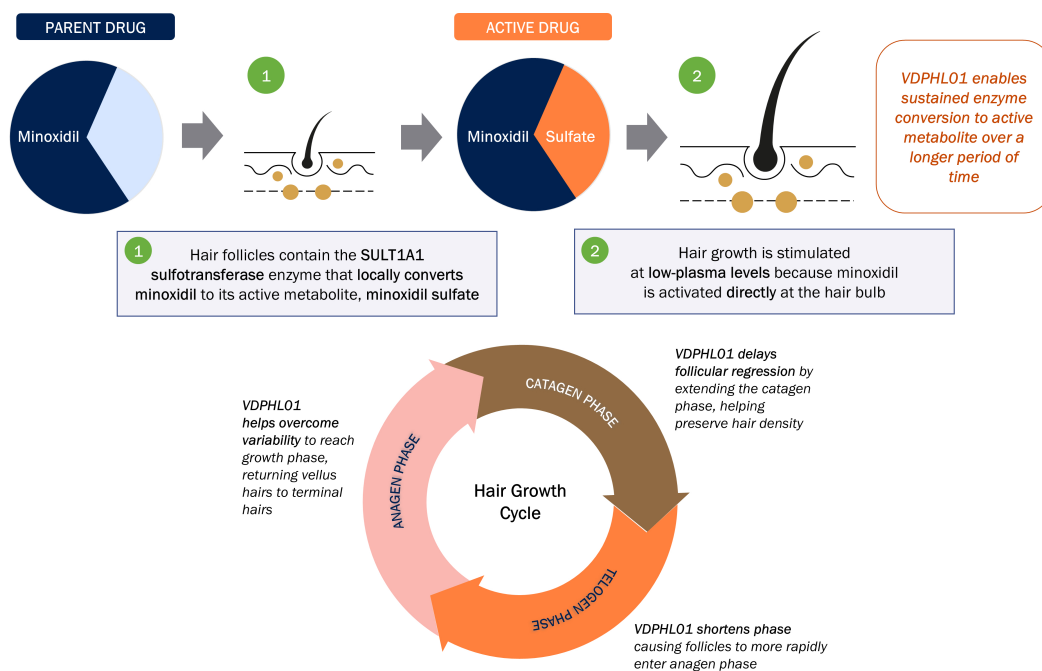 PARENT DRUG
ACTIVE DRUG
Minoxidil
1
Minoxidil
Sulfate
2
VDPHL01 enables
sustained enzyme
conversion to active
metabolite over a
longer period of
time
1
Hair follicles contain the SULT1A1
sulfotransferase enzyme that locally converts
minoxidil to its active metabolite, minoxidil sulfate
2
Hair growth is stimulated
at low-plasma levels because minoxidil
is activated directly at the hair bulb
VDPHL01
helps overcome
variability to reach
growth phase,
returning vellus
hairs to terminal
hairs
ANAGEN PHASE
CATAGEN PHASE
TELOGEN PHASE
Hair Growth
Cycle
VDPHL01 delays
follicular regression by
extending the catagen
phase, helping
preserve hair density
VDPHL01 shortens phase
causing follicles to more rapidly
enter anagen phase